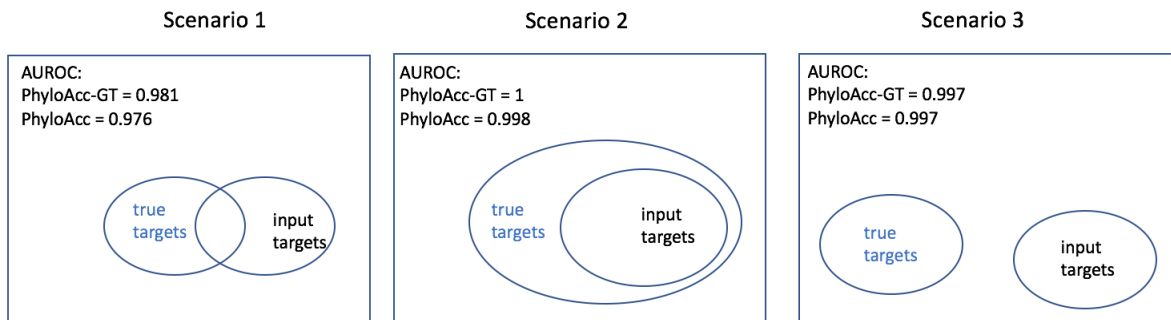 Scenario 1
AUROC:
PhyloAcc-GT = 0.981
PhyloAcc = 0.976
true
targets
input
targets
Scenario 2
AUROC:
PhyloAcc-GT = 1
PhyloAcc = 0.998
true
targets
input
targets
Scenario 3
AUROC:
PhyloAcc-GT = 0.997
PhyloAcc = 0.997
true
targets
input
targets